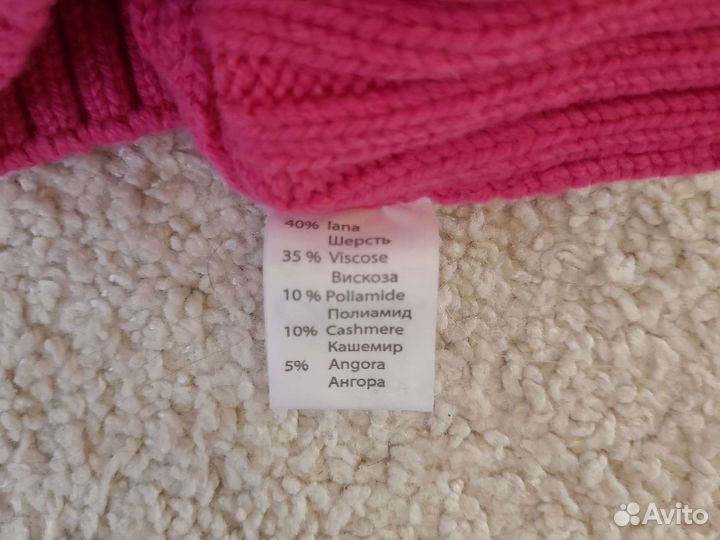 40% lana
Шерсть
35 % Viscose
Вискоза
10 % Poliamide
Полиамид
10% Cashmere
Кашемир
5% Angora
Ангора
Avito